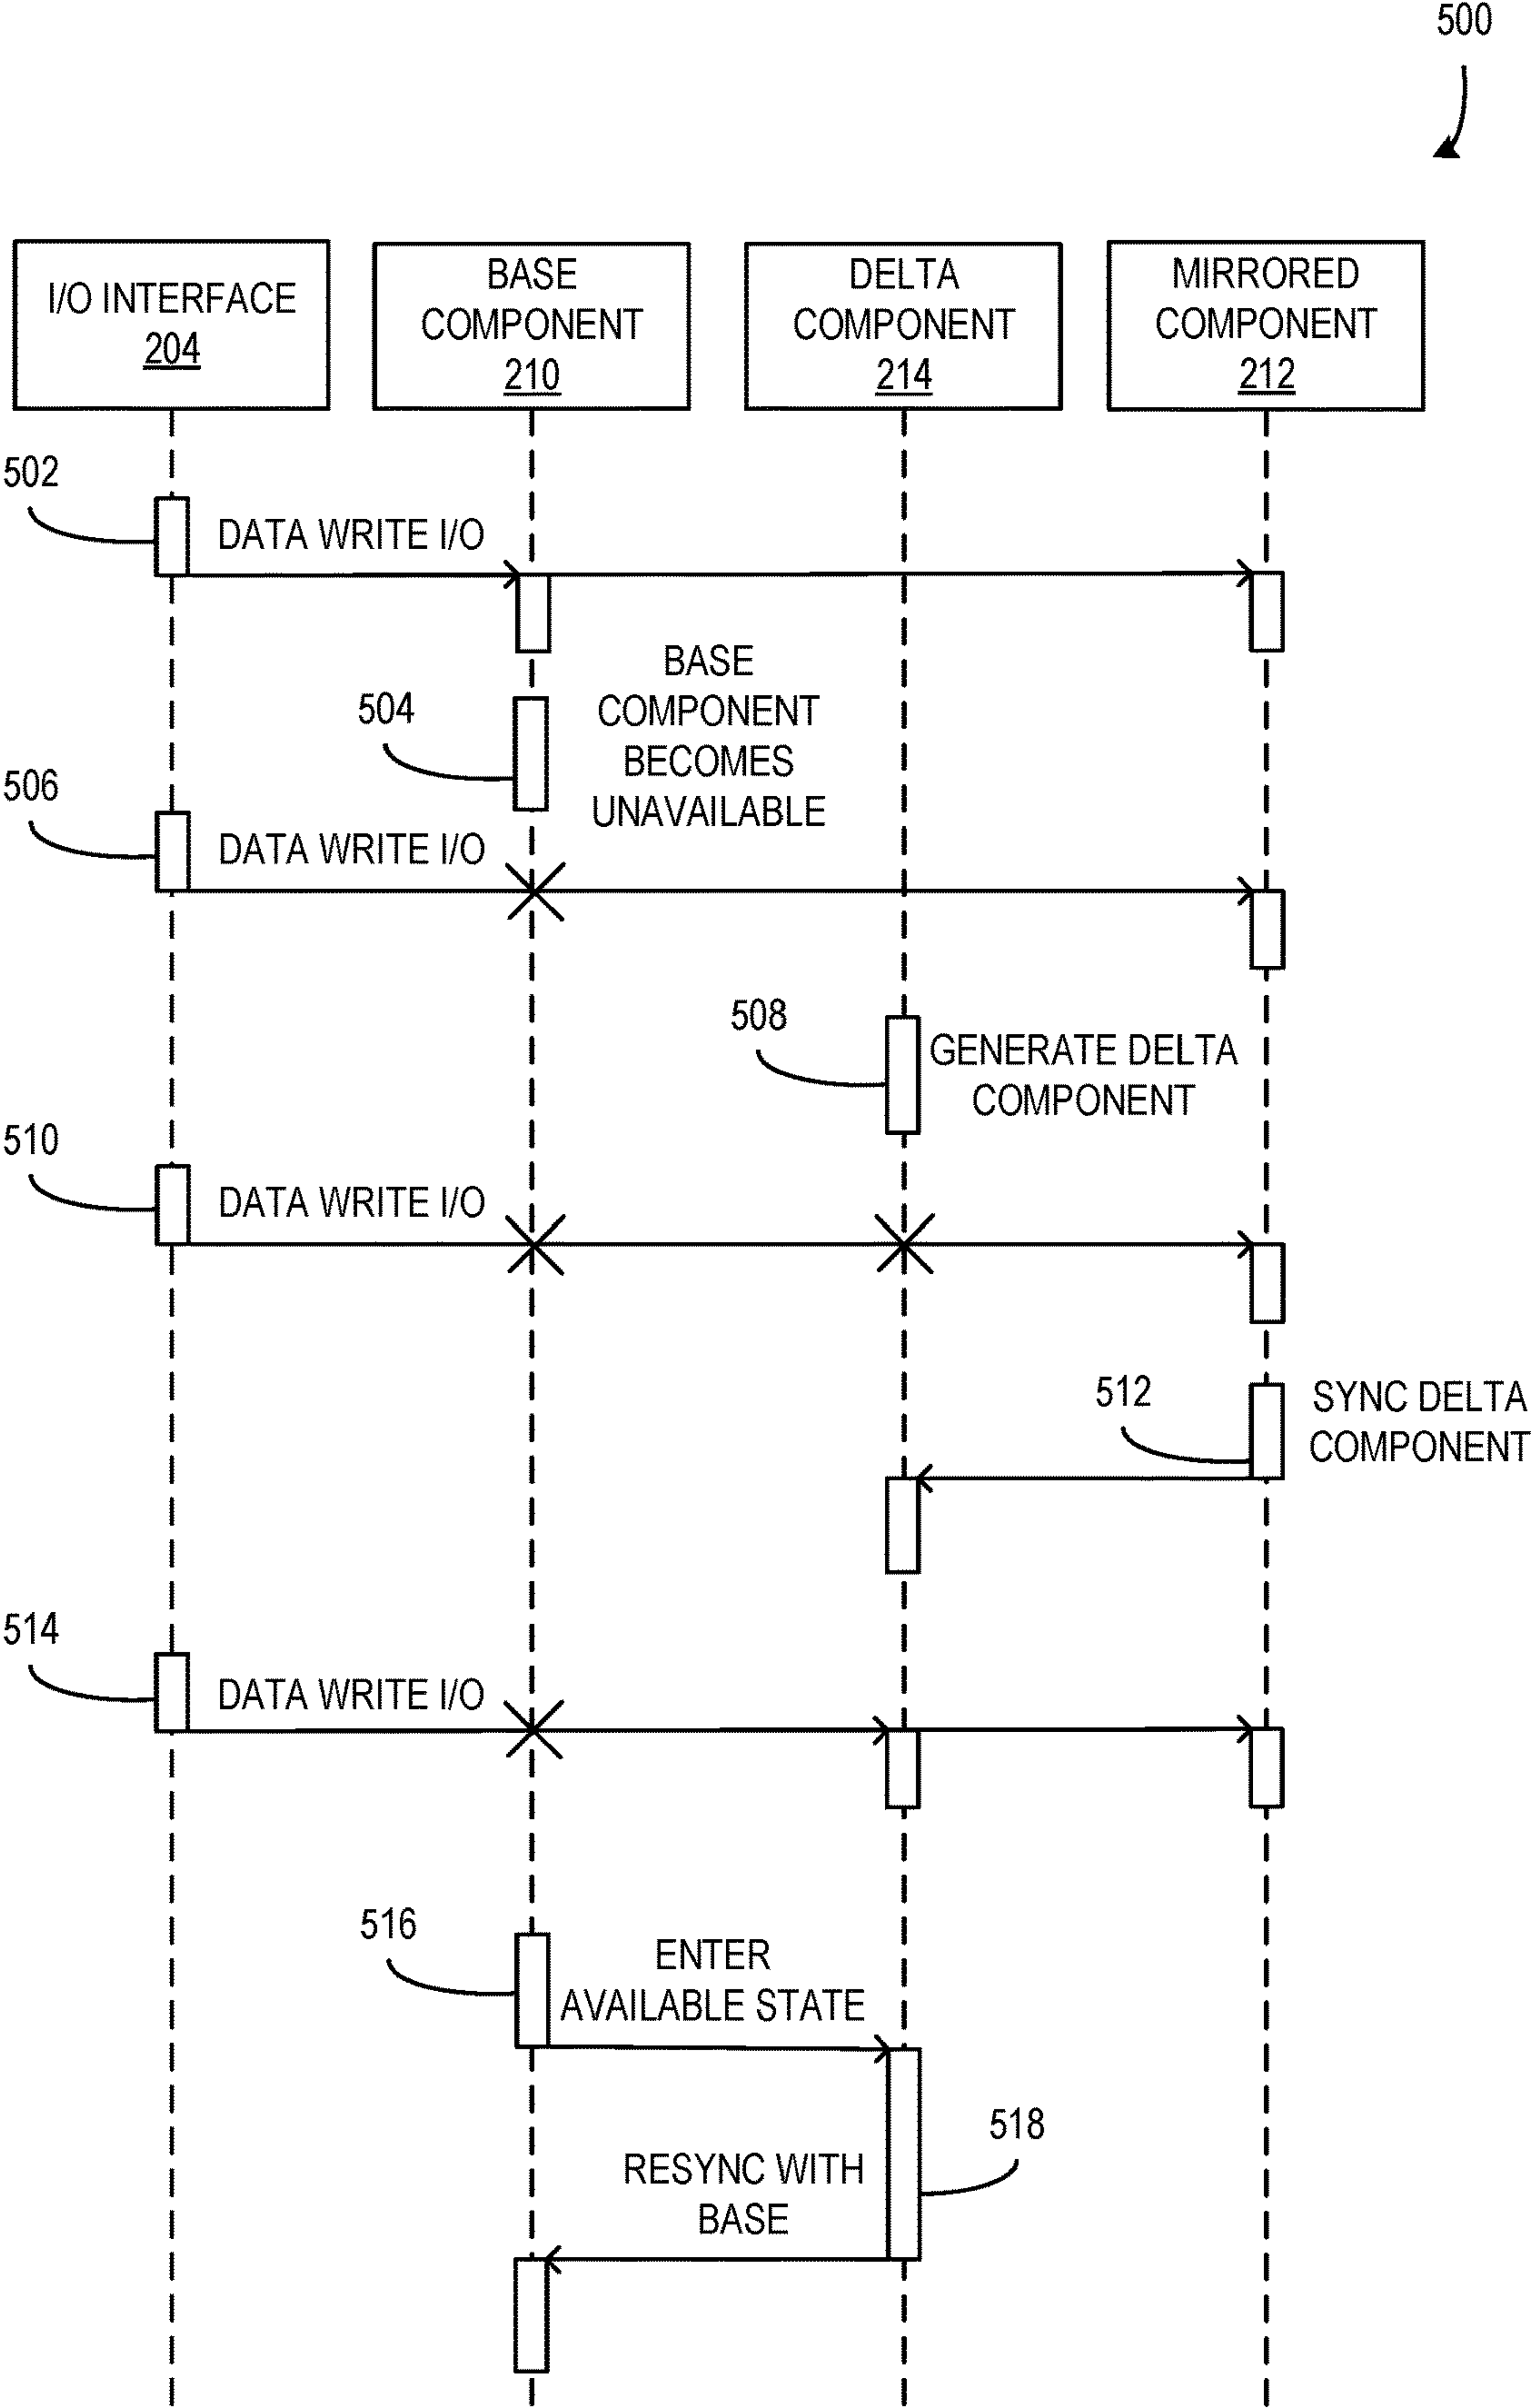 500
I/O INTERFACE
204
BASE
COMPONENT
210
DELTA
COMPONENT
214
MIRRORED
COMPONENT
212
502
DATA WRITE I/O
504
BASE
COMPONENT
BECOMES
UNAVAILABLE
506
DATA WRITE I/O
508
GENERATE DELTA
COMPONENT
510
DATA WRITE I/O
512
SYNC DELTA
COMPONENT
514
DATA WRITE I/O
516
ENTER
AVAILABLE STATE
518
RESYNC WITH
BASE